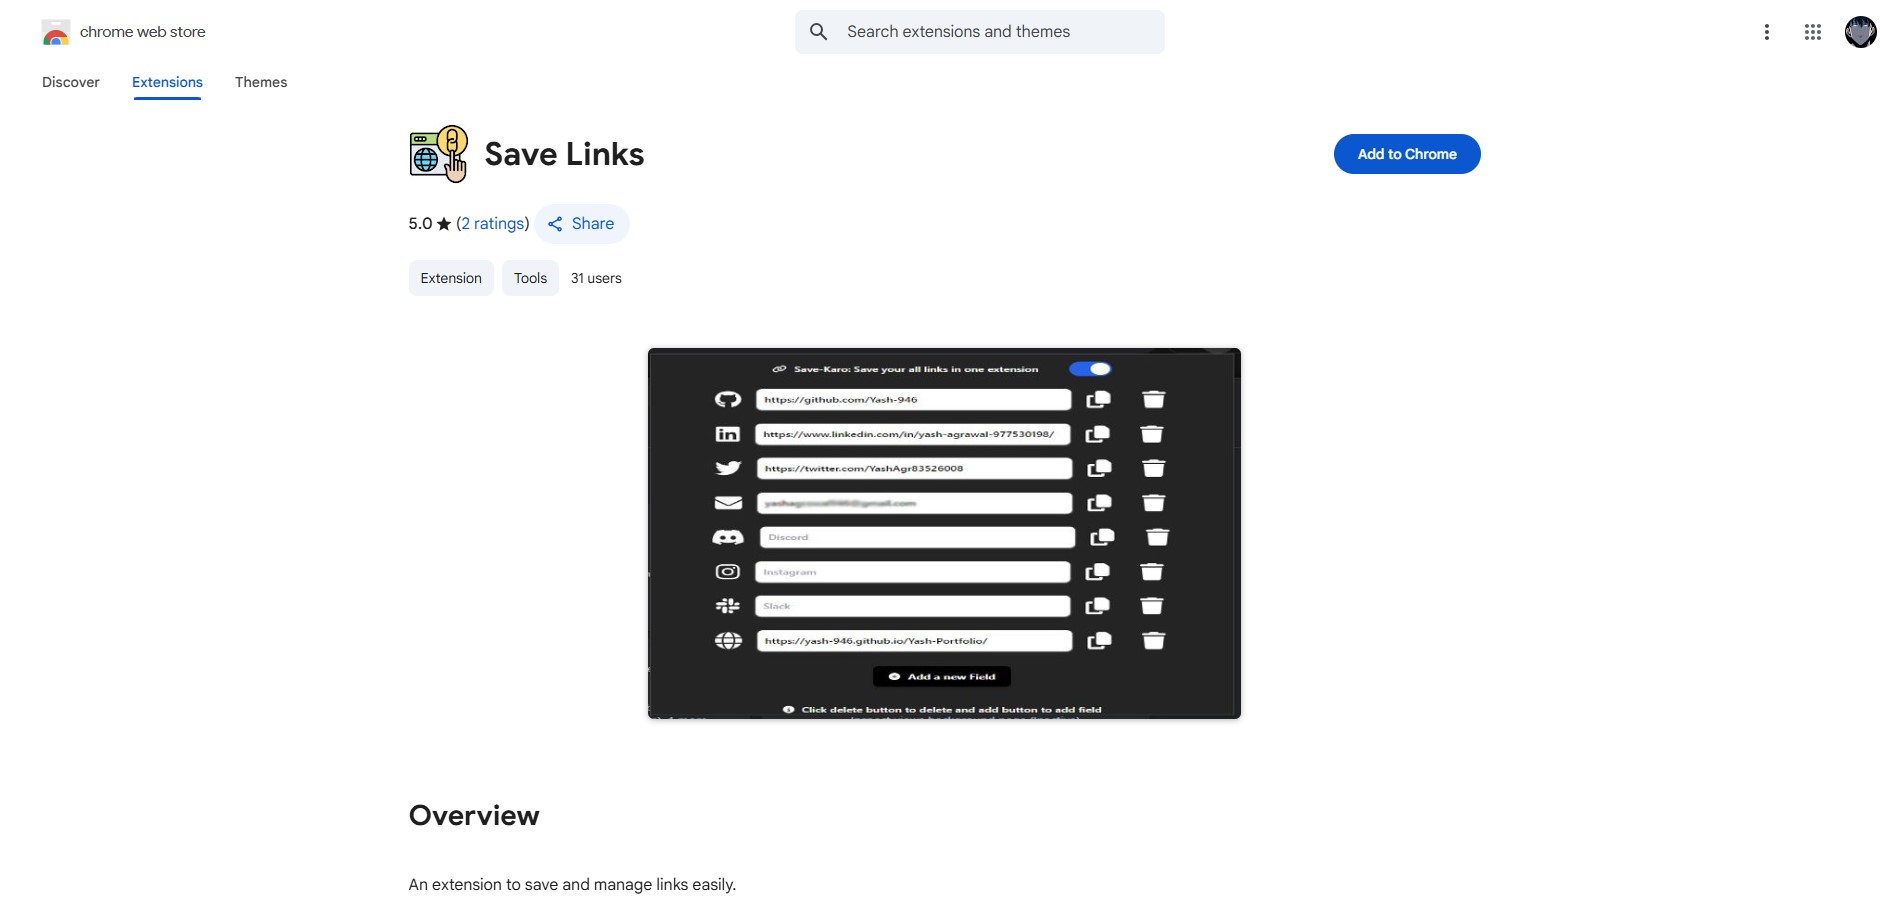 chrome web store
Search extensions and themes
Discover
Extensions
Themes
Save Links
Add to Chrome
5.0 ★ (2 ratings)
Share
Extension
Tools
31 users
Save-Karo: Save your all links in one extension
https://github.com/Yash-946
https://www.linkedin.com/in/yash-agrawal-977530198/
https://twitter.com/YashAgr83526008
Discord
Instagram
Slack
https://yash-946.github.io/Yash-Portfolio/
Add a new Field
Click delete button to delete and add button to add field
Overview
An extension to save and manage links easily.